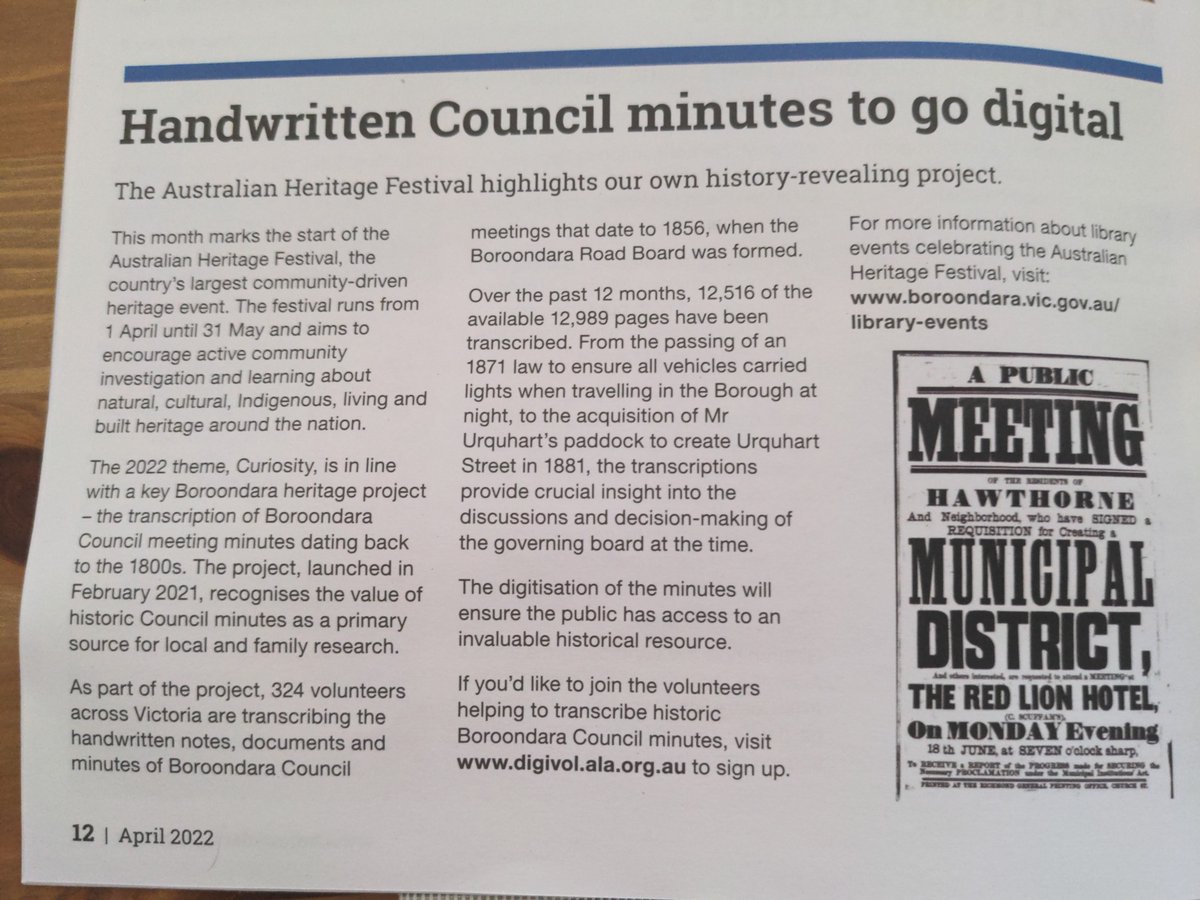 Handwritten Council minutes to go digital
The Australian Heritage Festival highlights our own history-revealing project.
This month marks the start of the
Australian Heritage Festival, the
country's largest community-driven
heritage event. The festival runs from
1 April until 31 May and aims to
encourage active community
investigation and learning about
natural, cultural, Indigenous, living and
built heritage around the nation.
The 2022 theme, Curiosity, is in line
with a key Boroondara heritage project
– the transcription of Boroondara
Council meeting minutes dating back
to the 1800s. The project, launched in
February 2021, recognises the value of
historic Council minutes as a primary
source for local and family research.
As part of the project, 324 volunteers
across Victoria are transcribing the
handwritten notes, documents and
minutes of Boroondara Council
meetings that date to 1856, when the
Boroondara Road Board was formed.
Over the past 12 months, 12,516 of the
available 12,989 pages have been
transcribed. From the passing of an
1871 law to ensure all vehicles carried
lights when travelling in the Borough at
night, to the acquisition of Mr
Urquhart's paddock to create Urquhart
Street in 1881, the transcriptions
provide crucial insight into the
discussions and decision-making of
the governing board at the time.
The digitisation of the minutes will
ensure the public has access to an
invaluable historical resource.
If you'd like to join the volunteers
helping to transcribe historic
Boroondara Council minutes, visit
www.digivol.ala.org.au to sign up.
For more information about library
events celebrating the Australian
Heritage Festival, visit:
www.boroondara.vic.gov.au/
library-events
A PUBLIC
MEETING
OF THE RESIDENTS OF
HAWTHORNE
And Neighborhood, who have SIGNED a
REQUISITION for Creating a
MUNICIPAL
DISTRICT,
And others interested, are requested to attend a MEETING at
THE RED LION HOTEL,
On MONDAY Evening
18th JUNE, at SEVEN o'clock sharp,
To RECEIVE a REPORT of the PROGRESS made for SECURING the
Necessary PROCLAMATION under the Municipal Institutions' Act.
PRINTED AT THE RICHMOND GENERAL PRINTING OFFICE, CHURCH ST.
12 | April 2022